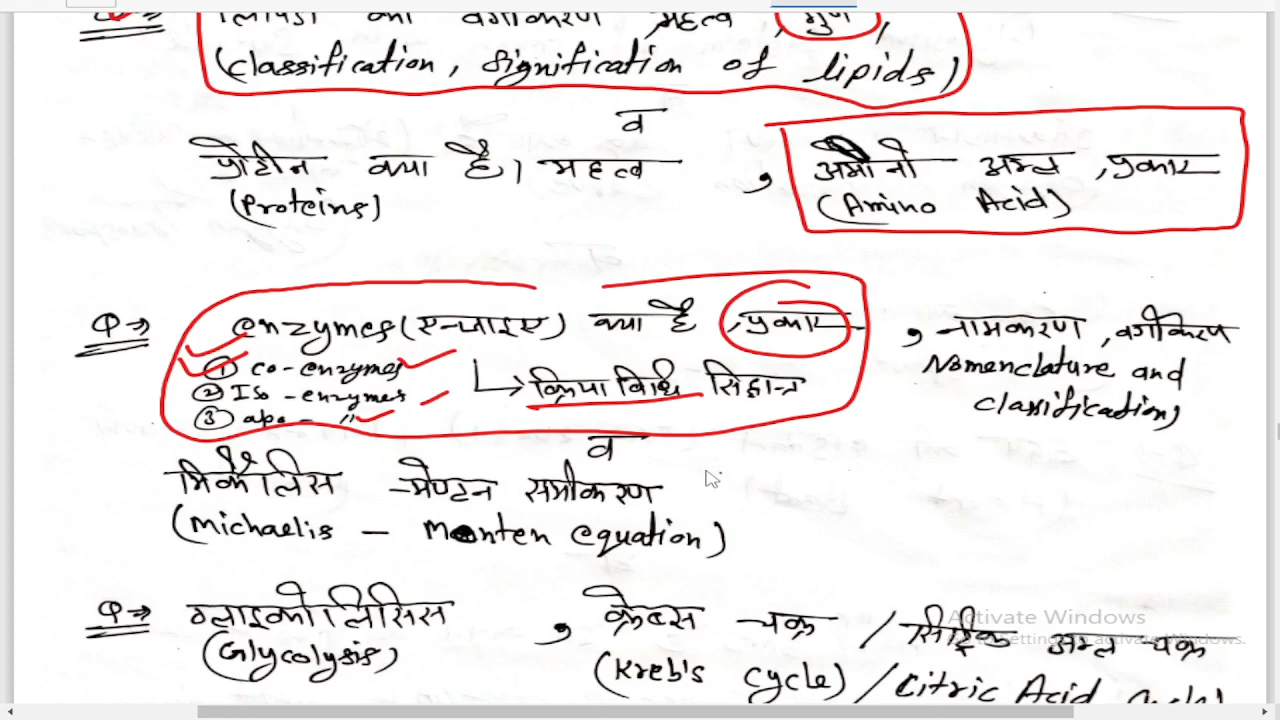 लिपिडो का वर्गीकरण, महत्व, गुण,
(classification, signification of lipids)
व
प्रोटीन क्या है। महत्व, अमीनो अम्ल, प्रकार
(Proteins) (Amino Acid)
Q⇒ enzymes (एन्जाइम) क्या है, प्रकार, नामकरण, वर्गीकरण
① co-enzymes → क्रियाविधि सिद्धान्त Nomenclature and
② Iso-enzymes classification,
③ apo- "
व
मिकैलिस - मेण्टन समीकरण
(Michaelis - Menten equation)
Q⇒ ग्लाइकोलिसिस, क्रेब्स चक्र / सिट्रिक अम्ल चक्र
(Glycolysis) (Kreb's cycle) / Citric Acid
Activate Windows